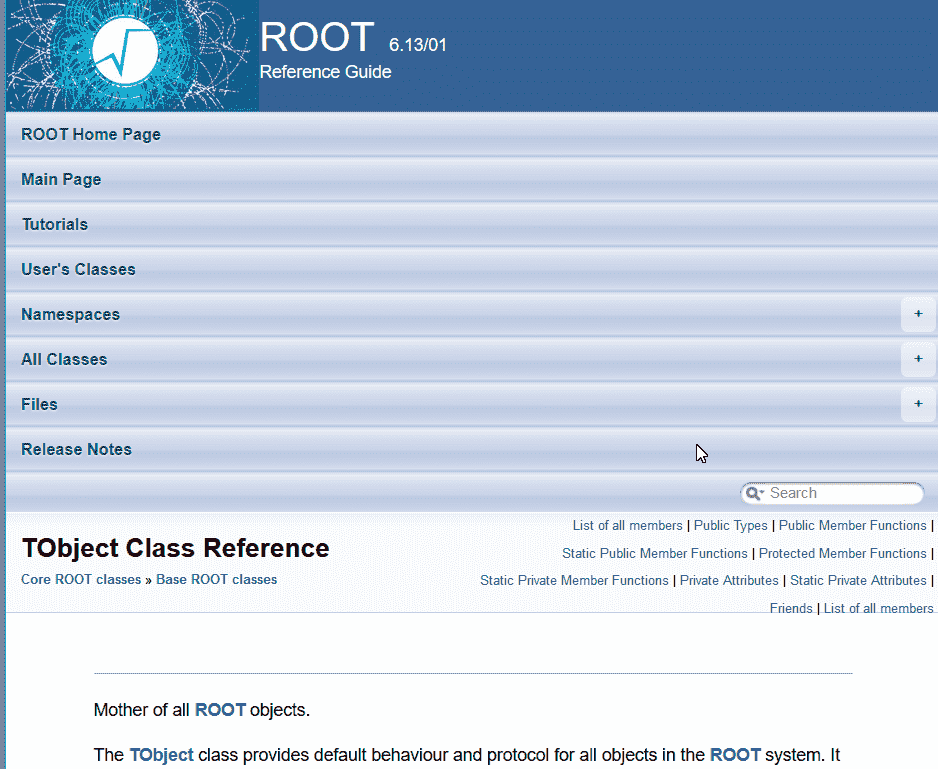 ROOT 6.13/01
Reference Guide
ROOT Home Page
Main Page
Tutorials
User's Classes
Namespaces +
All Classes +
Files +
Release Notes
Search
List of all members | Public Types | Public Member Functions |
Static Public Member Functions | Protected Member Functions |
Static Private Member Functions | Private Attributes | Static Private Attributes |
Friends | List of all members
TObject Class Reference
Core ROOT classes » Base ROOT classes
Mother of all ROOT objects.
The TObject class provides default behaviour and protocol for all objects in the ROOT system. It